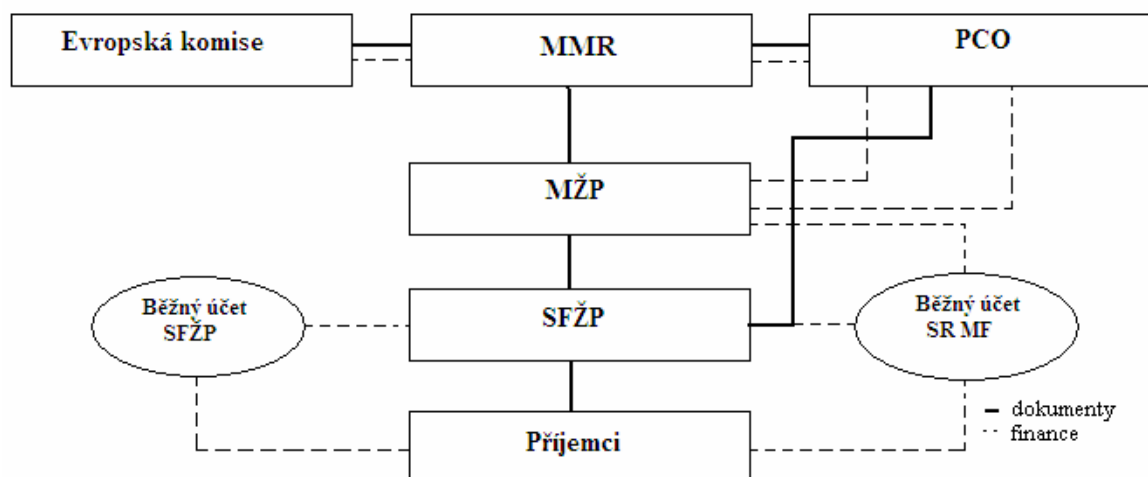 Evropská komise
MMR
PCO
MŽP
Běžný účet
SFŽP
SFŽP
Běžný účet
SR MF
Příjemci
dokumenty
finance